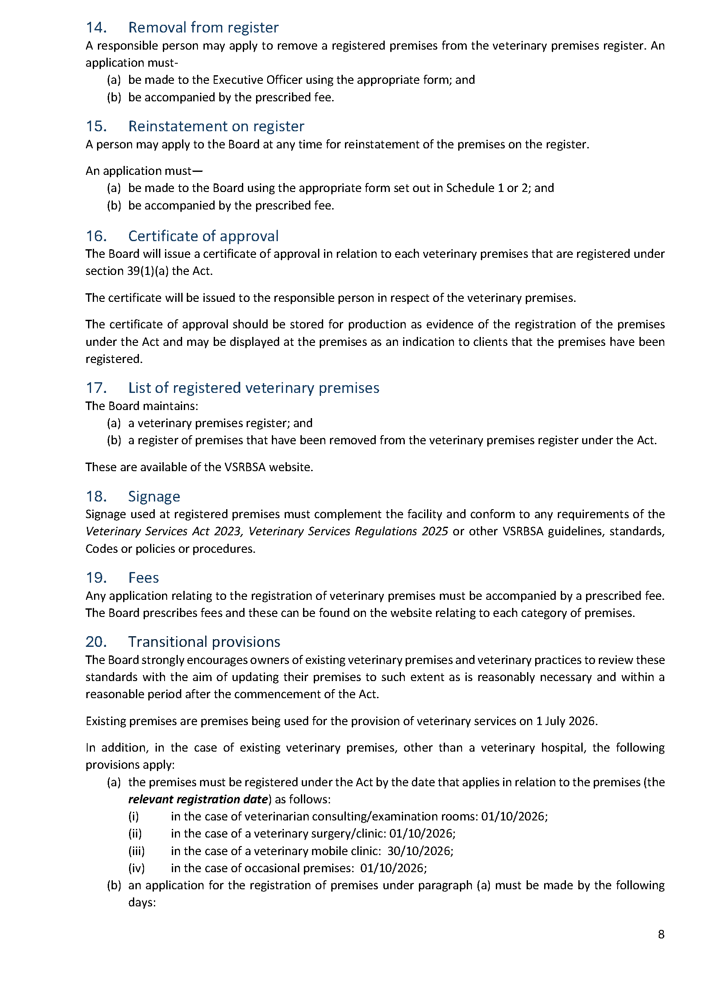 14. Removal from register
A responsible person may apply to remove a registered premises from the veterinary premises register. An
application must-
(a) be made to the Executive Officer using the appropriate form; and
(b) be accompanied by the prescribed fee.
15. Reinstatement on register
A person may apply to the Board at any time for reinstatement of the premises on the register.
An application must—
(a) be made to the Board using the appropriate form set out in Schedule 1 or 2; and
(b) be accompanied by the prescribed fee.
16. Certificate of approval
The Board will issue a certificate of approval in relation to each veterinary premises that are registered under
section 39(1)(a) the Act.
The certificate will be issued to the responsible person in respect of the veterinary premises.
The certificate of approval should be stored for production as evidence of the registration of the premises
under the Act and may be displayed at the premises as an indication to clients that the premises have been
registered.
17. List of registered veterinary premises
The Board maintains:
(a) a veterinary premises register; and
(b) a register of premises that have been removed from the veterinary premises register under the Act.
These are available of the VSRBSA website.
18. Signage
Signage used at registered premises must complement the facility and conform to any requirements of the
Veterinary Services Act 2023, Veterinary Services Regulations 2025 or other VSRBSA guidelines, standards,
Codes or policies or procedures.
19. Fees
Any application relating to the registration of veterinary premises must be accompanied by a prescribed fee.
The Board prescribes fees and these can be found on the website relating to each category of premises.
20. Transitional provisions
The Board strongly encourages owners of existing veterinary premises and veterinary practices to review these
standards with the aim of updating their premises to such extent as is reasonably necessary and within a
reasonable period after the commencement of the Act.
Existing premises are premises being used for the provision of veterinary services on 1 July 2026.
In addition, in the case of existing veterinary premises, other than a veterinary hospital, the following
provisions apply:
(a) the premises must be registered under the Act by the date that applies in relation to the premises (the
relevant registration date) as follows:
(i) in the case of veterinarian consulting/examination rooms: 01/10/2026;
(ii) in the case of a veterinary surgery/clinic: 01/10/2026;
(iii) in the case of a veterinary mobile clinic: 30/10/2026;
(iv) in the case of occasional premises: 01/10/2026;
(b) an application for the registration of premises under paragraph (a) must be made by the following
days:
8